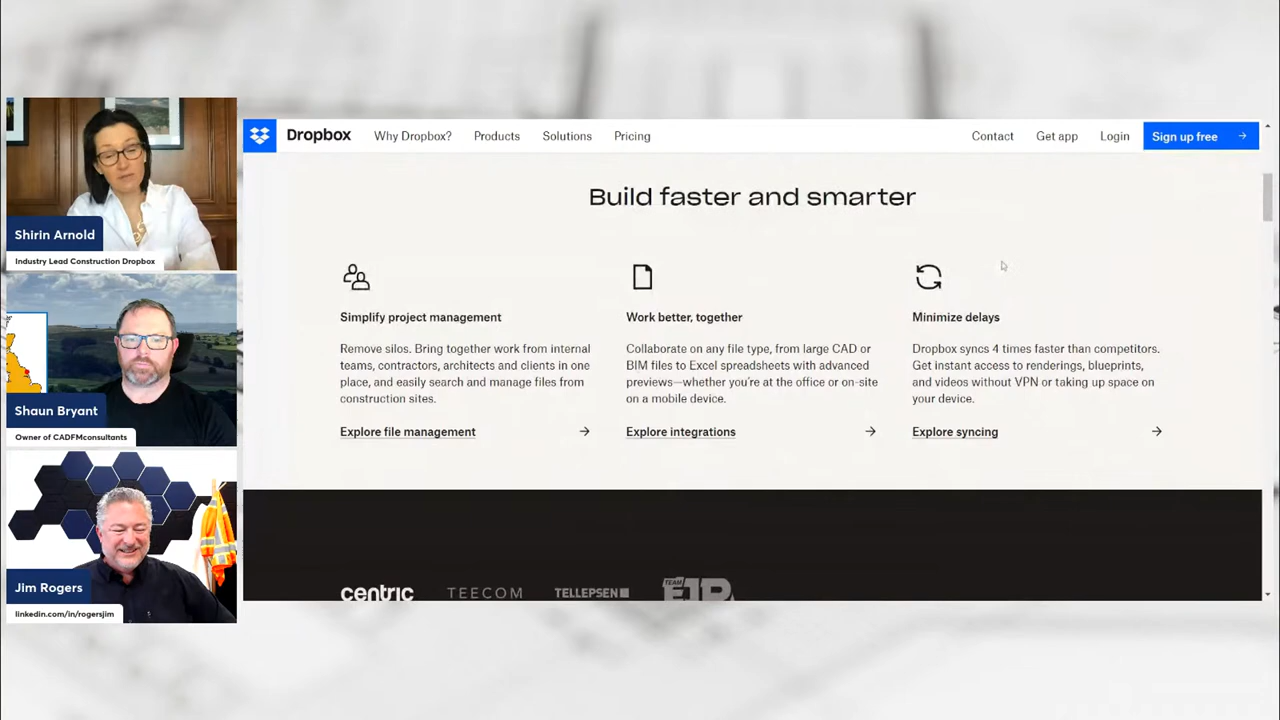 Shirin Arnold
Industry Lead Construction Dropbox
Shaun Bryant
Owner of CADFMconsultants
Jim Rogers
linkedin.com/in/rogersjim
Dropbox
Why Dropbox?
Products
Solutions
Pricing
Contact
Get app
Login
Sign up free
Build faster and smarter
Simplify project management
Remove silos. Bring together work from internal
teams, contractors, architects and clients in one
place, and easily search and manage files from
construction sites.
Explore file management
Work better, together
Collaborate on any file type, from large CAD or
BIM files to Excel spreadsheets with advanced
previews—whether you're at the office or on-site
on a mobile device.
Explore integrations
Minimize delays
Dropbox syncs 4 times faster than competitors.
Get instant access to renderings, blueprints,
and videos without VPN or taking up space on
your device.
Explore syncing
centric
TEECOM
TELLEPSEN
TEAM